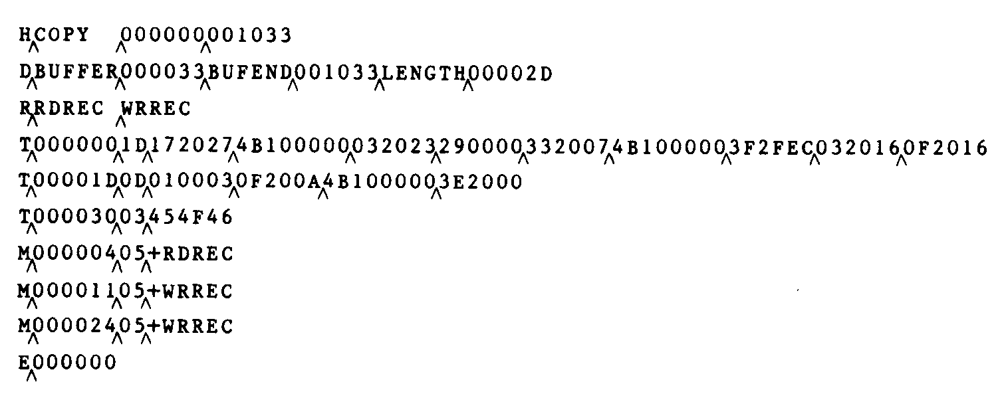 H^COPY  ^000000^001033
D^BUFFER^000033^BUFEND^001033^LENGTH^00002D
R^RDREC ^WRREC
T^000000^1D^172027^4B100000^032023^290000^332007^4B100000^3F2FEC^032016^0F2016
T^00001D^0D^010003^0F200A^4B100000^3E2000
T^000030^03^454F46
M^000004^05^+RDREC
M^000011^05^+WRREC
M^000024^05^+WRREC
E^000000